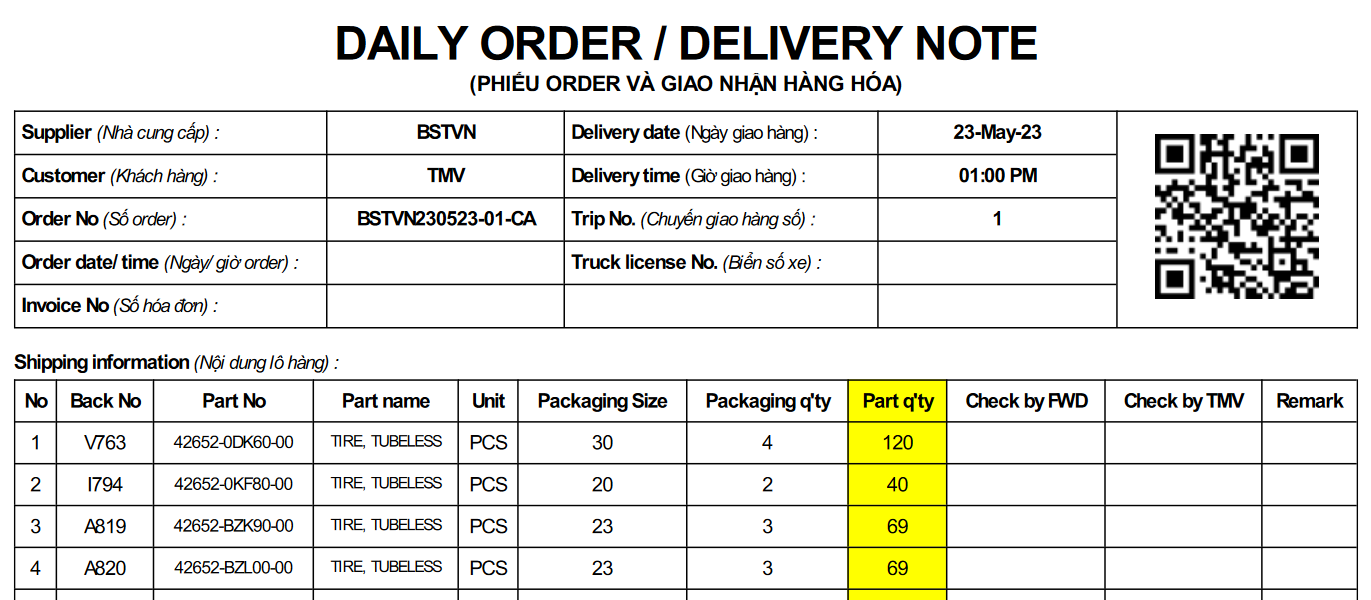 DAILY ORDER / DELIVERY NOTE
(PHIẾU ORDER VÀ GIAO NHẬN HÀNG HÓA)
Supplier (Nhà cung cấp) : BSTVN Delivery date (Ngày giao hàng) : 23-May-23
Customer (Khách hàng) : TMV Delivery time (Giờ giao hàng) : 01:00 PM
Order No (Số order) : BSTVN230523-01-CA Trip No. (Chuyến giao hàng số) : 1
Order date/ time (Ngày/ giờ order) : Truck license No. (Biển số xe) :
Invoice No (Số hóa đơn) :
Shipping information (Nội dung lô hàng) :
No Back No Part No Part name Unit Packaging Size Packaging q'ty Part q'ty Check by FWD Check by TMV Remark
1 V763 42652-0DK60-00 TIRE, TUBELESS PCS 30 4 120
2 I794 42652-0KF80-00 TIRE, TUBELESS PCS 20 2 40
3 A819 42652-BZK90-00 TIRE, TUBELESS PCS 23 3 69
4 A820 42652-BZL00-00 TIRE, TUBELESS PCS 23 3 69